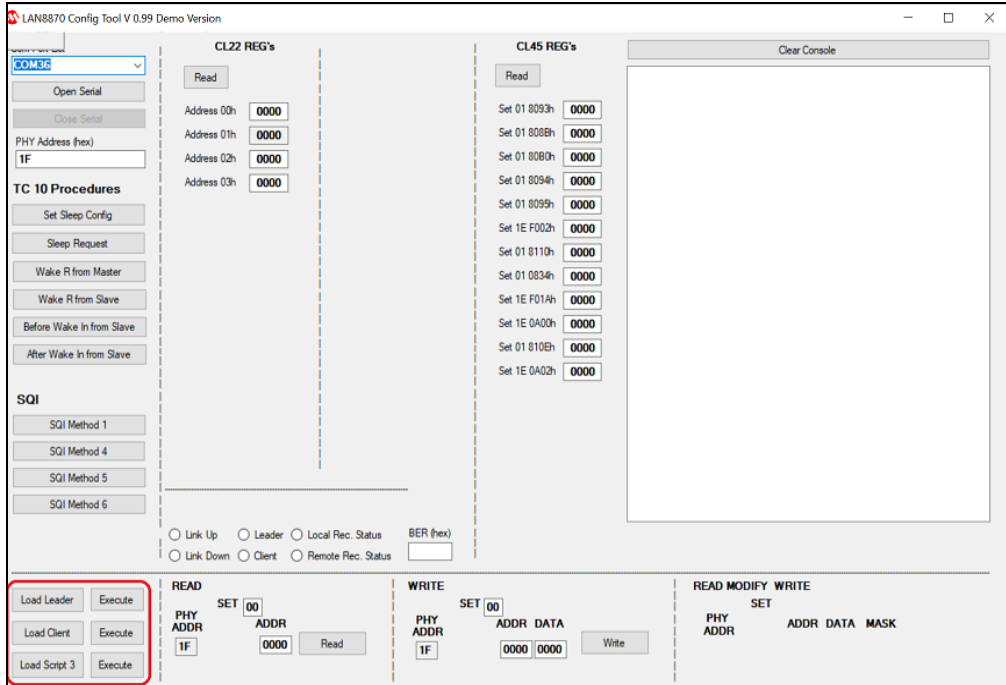 LAN8870 Config Tool V 0.99 Demo Version
COM36
Open Serial
Close Serial
PHY Address (hex)
1F
TC 10 Procedures
Set Sleep Config
Sleep Request
Wake R from Master
Wake R from Slave
Before Wake In from Slave
After Wake In from Slave
SQI
SQI Method 1
SQI Method 4
SQI Method 5
SQI Method 6
CL22 REG's
Read
Address 00h 0000
Address 01h 0000
Address 02h 0000
Address 03h 0000
Link Up Leader Local Rec. Status BER (hex)
Link Down Client Remote Rec. Status
CL45 REG's
Read
Set 01 8093h 0000
Set 01 808Bh 0000
Set 01 80B0h 0000
Set 01 8094h 0000
Set 01 8095h 0000
Set 1E F002h 0000
Set 01 8110h 0000
Set 01 0834h 0000
Set 1E F01Ah 0000
Set 1E 0A00h 0000
Set 01 810Eh 0000
Set 1E 0A02h 0000
Clear Console
Load Leader Execute
Load Client Execute
Load Script 3 Execute
READ
SET 00
PHY ADDR
ADDR
1F 0000 Read
WRITE
SET 00
PHY ADDR
ADDR DATA
1F 0000 0000 Write
READ MODIFY WRITE
SET
PHY ADDR
ADDR DATA MASK